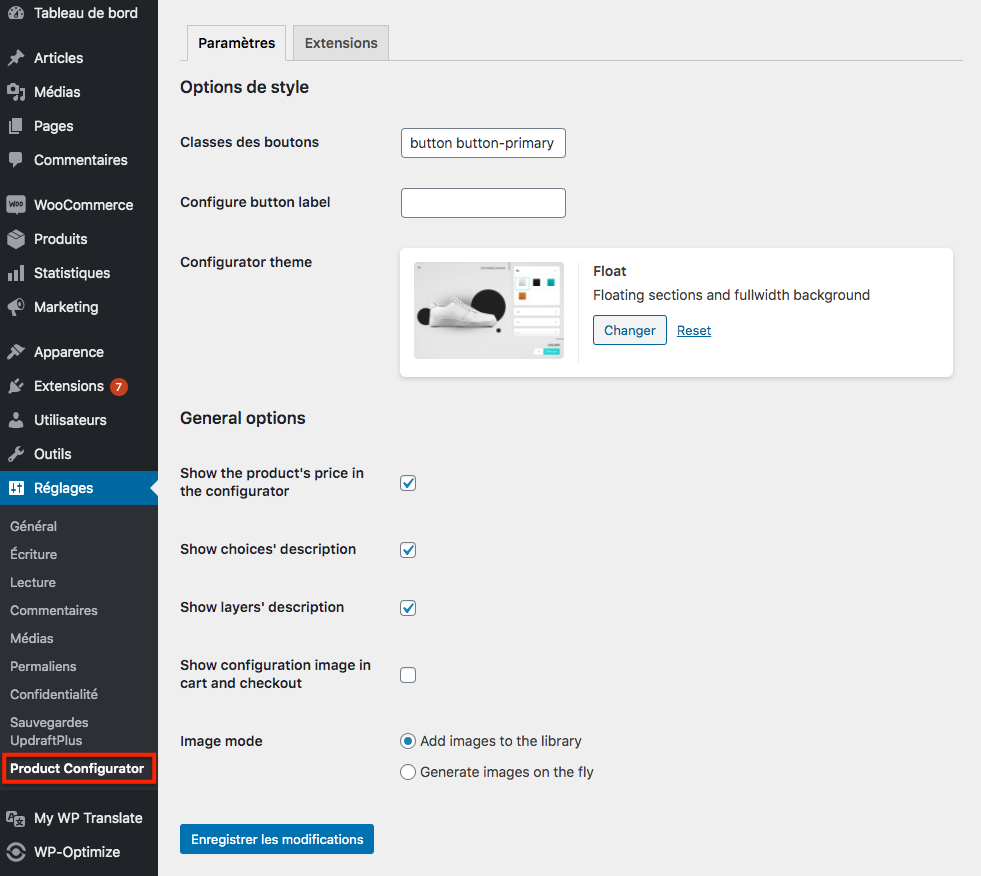 Tableau de bord
Articles
Médias
Pages
Commentaires
WOO WooCommerce
Produits
Statistiques
Marketing
Apparence
Extensions 7
Utilisateurs
Outils
Réglages
Général
Écriture
Lecture
Commentaires
Médias
Permaliens
Confidentialité
Sauvegardes
UpdraftPlus
Product Configurator
My WP Translate
WP-Optimize
Paramètres
Extensions
Options de style
Classes des boutons
button button-primary
Configure button label
Configurator theme
Float
Floating sections and fullwidth background
Changer
Reset
General options
Show the product's price in
the configurator
Show choices' description
Show layers' description
Show configuration image in
cart and checkout
Image mode
Add images to the library
Generate images on the fly
Enregistrer les modifications